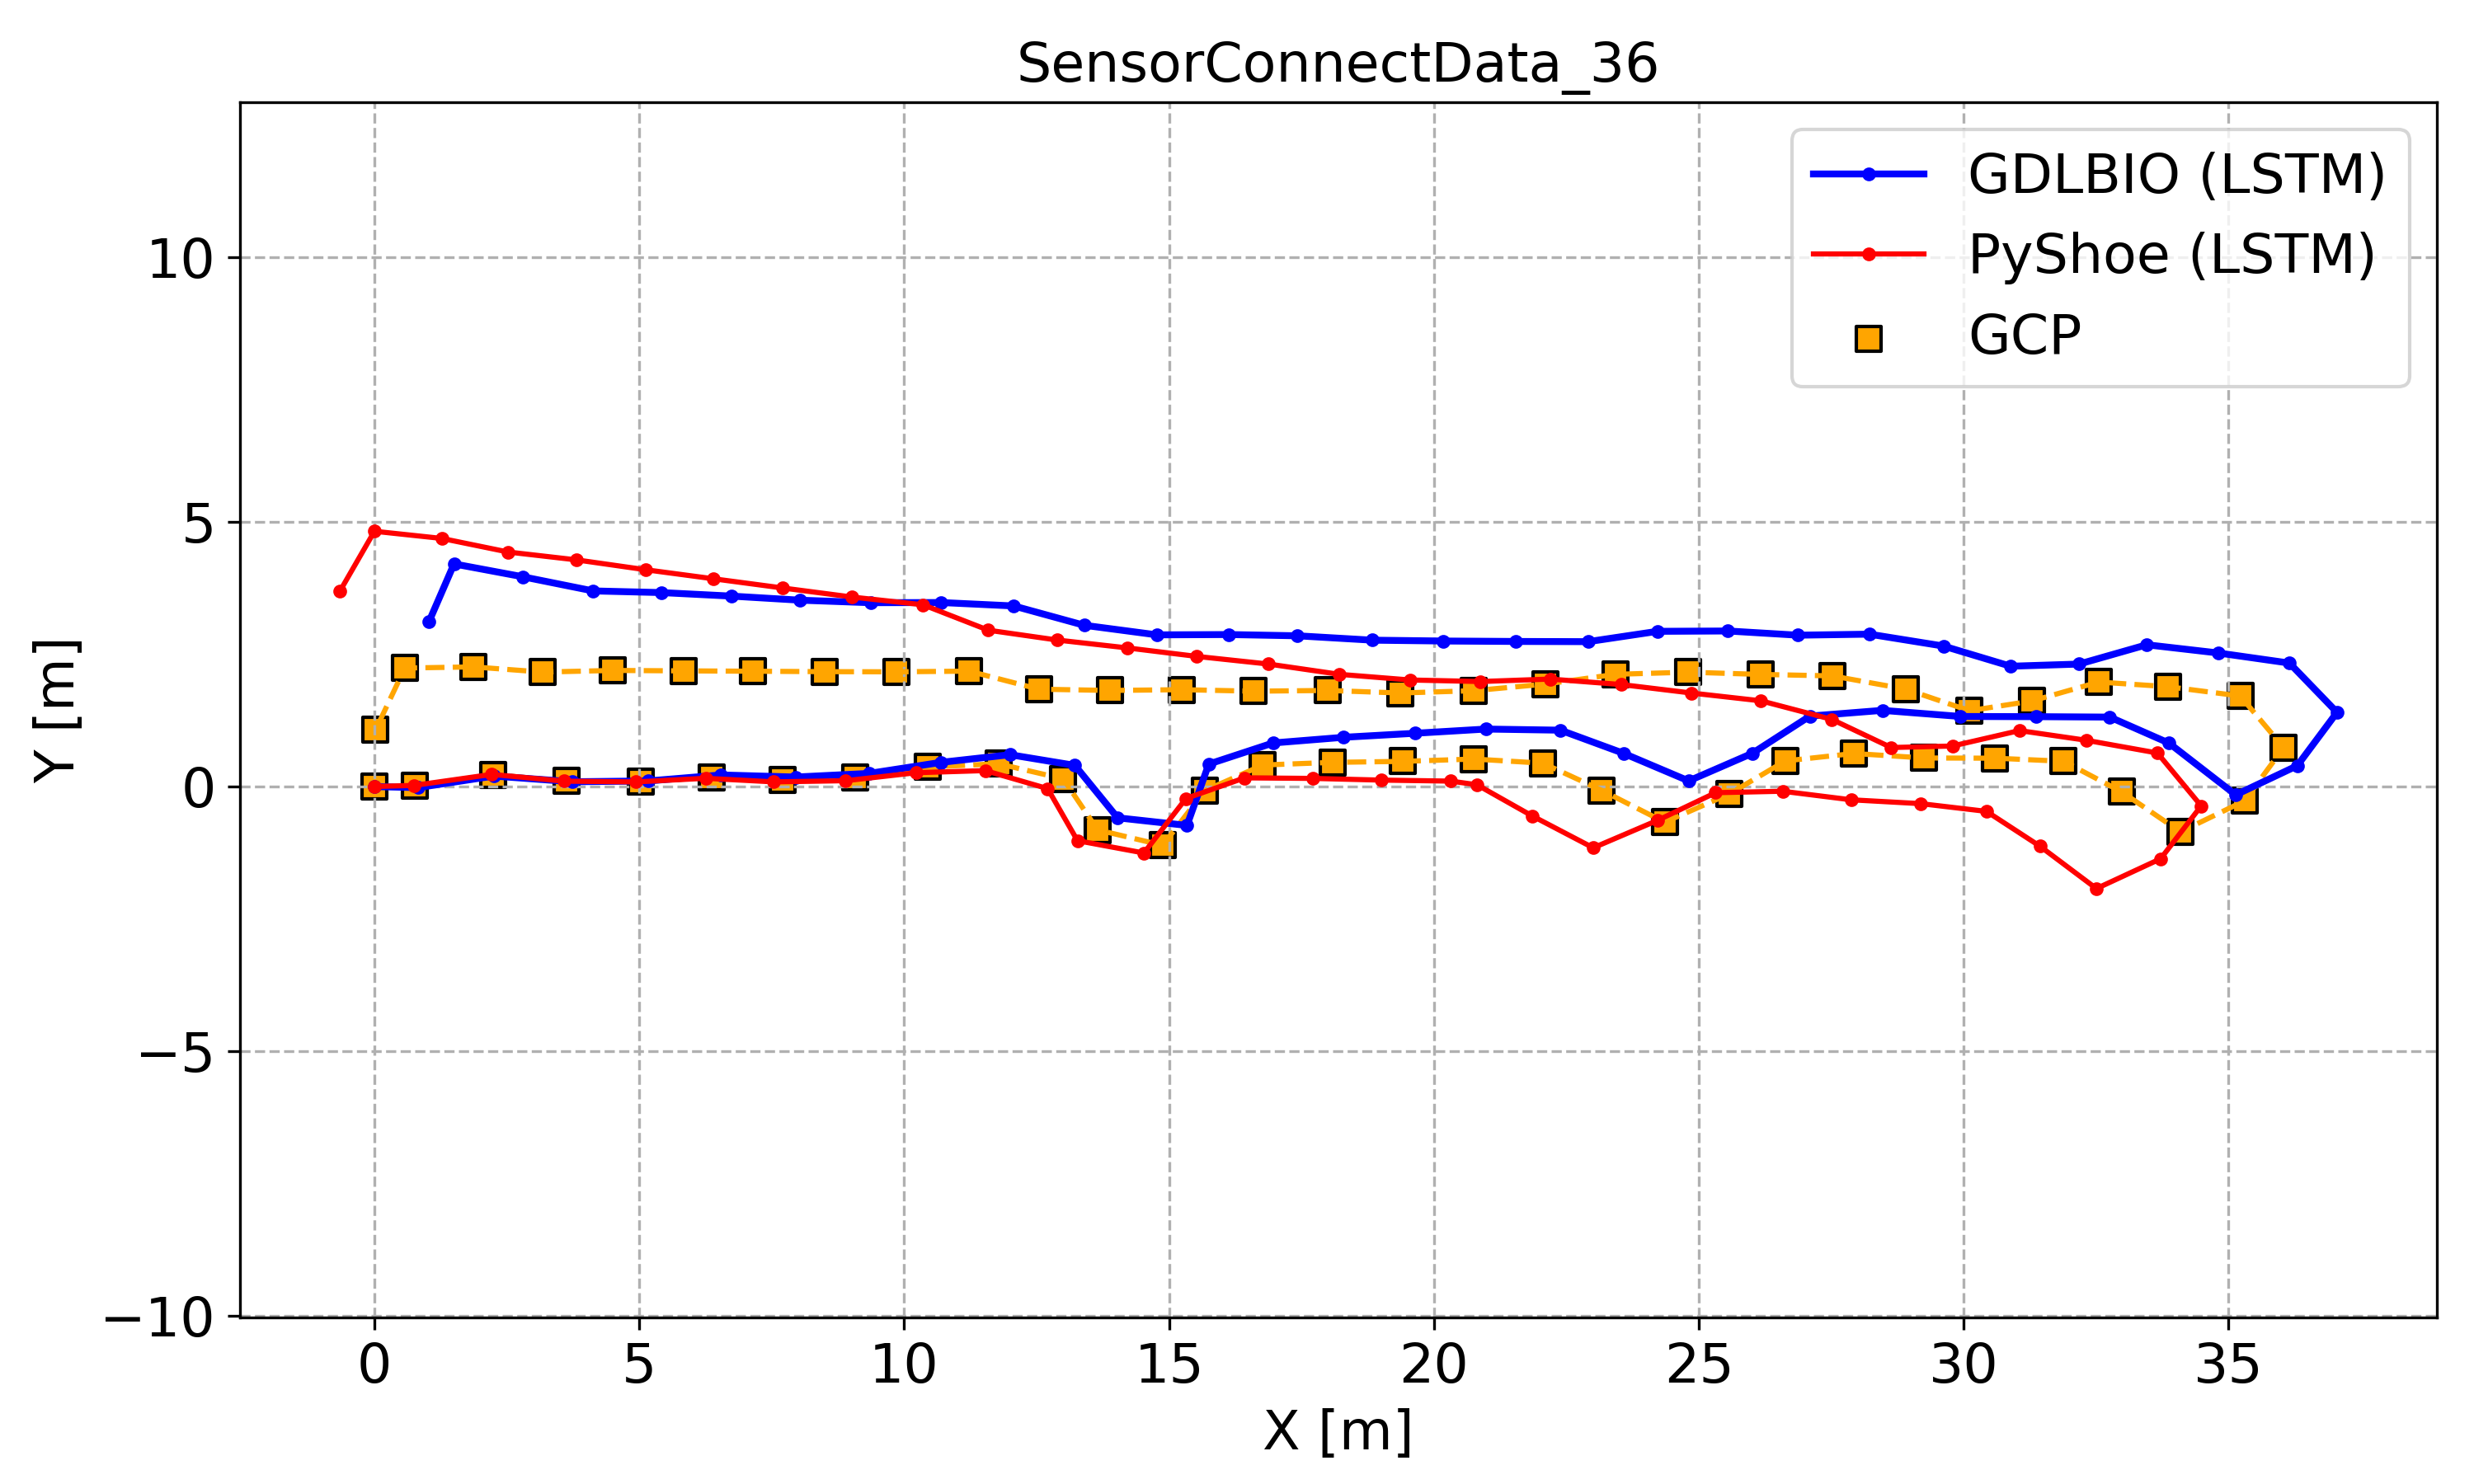 SensorConnectData_36
GDLBIO (LSTM)
PyShoe (LSTM)
GCP
Y [m]
10
5
0
−5
−10
0 5 10 15 20 25 30 35
X [m]